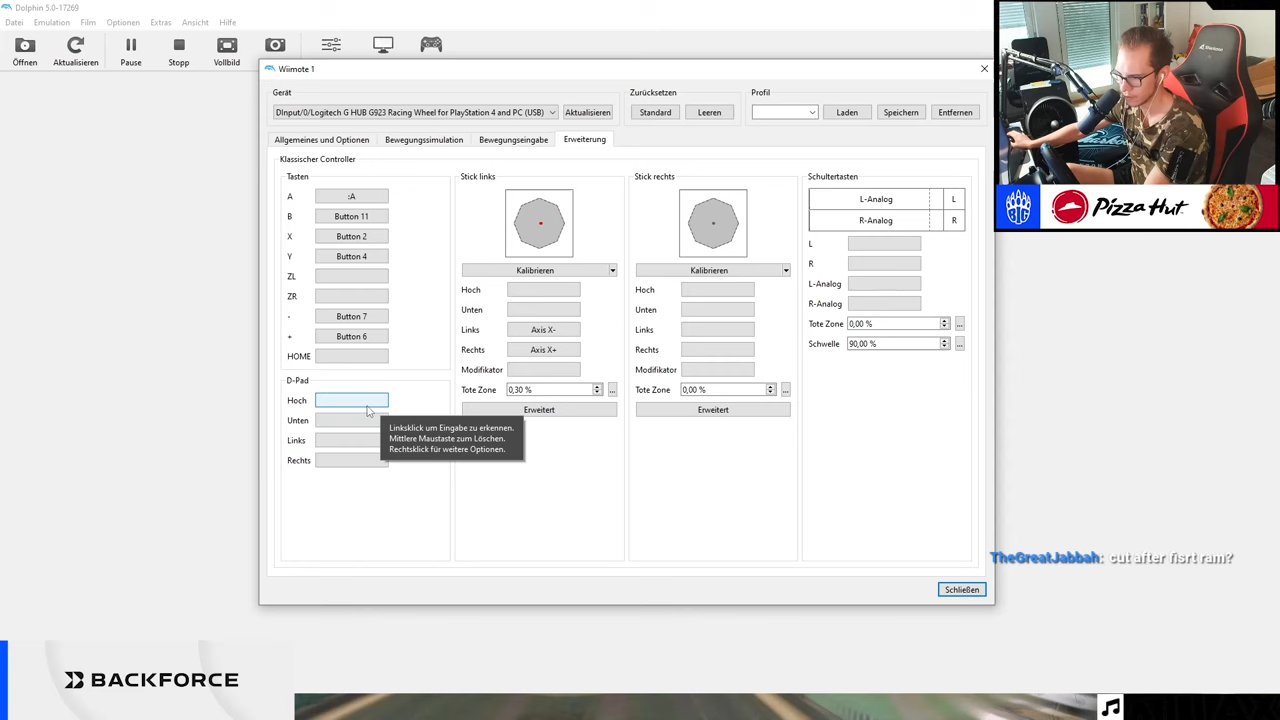 Dolphin 5.0-17269
Datei Emulation Film Optionen Extras Ansicht Hilfe
Öffnen Aktualisieren Pause Stopp Vollbild
Wiimote 1
Gerät
DInput/0/Logitech G HUB G923 Racing Wheel for PlayStation 4 and PC (USB) Aktualisieren
Zurücksetzen
Standard Leeren
Profil
Laden Speichern Entfernen
Allgemeines und Optionen Bewegungssimulation Bewegungseingabe Erweiterung
Klassischer Controller
Tasten
A :A
B Button 11
X Button 2
Y Button 4
ZL
ZR
- Button 7
+ Button 6
HOME
D-Pad
Hoch
Unten
Links
Rechts
Linksklick um Eingabe zu erkennen.
Mittlere Maustaste zum Löschen.
Rechtsklick für weitere Optionen.
Stick links
Kalibrieren
Hoch
Unten
Links Axis X-
Rechts Axis X+
Modifikator
Tote Zone 0,30 % ...
Erweitert
Stick rechts
Kalibrieren
Hoch
Unten
Links
Rechts
Modifikator
Tote Zone 0,00 % ...
Erweitert
Schultertasten
L-Analog L
R-Analog R
L
R
L-Analog
R-Analog
Tote Zone 0,00 % ...
Schwelle 90,00 % ...
Schließen
Pizza Hut
TheGreatJabbah: cut after fisrt ram?
BACKFORCE